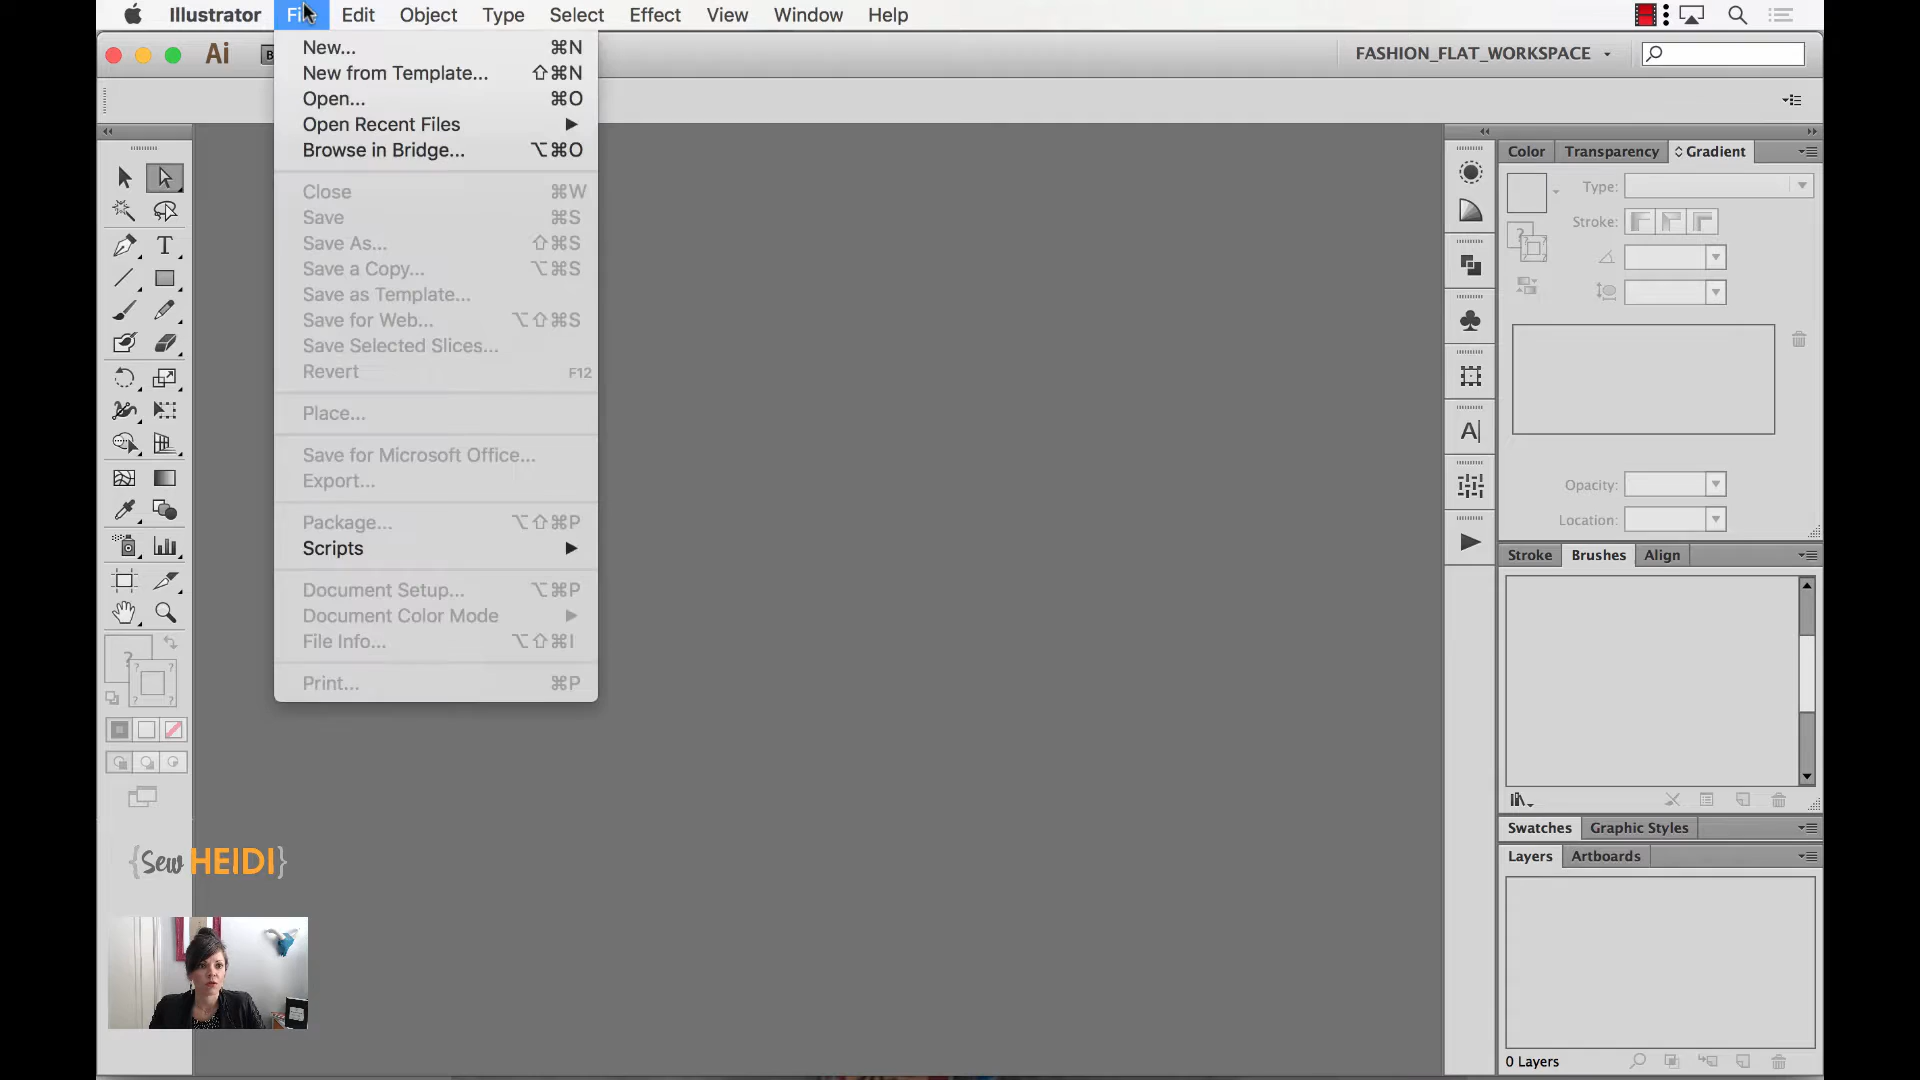 Illustrator Edit Object Type Select Effect View Window Help
Ai FASHION_FLAT_WORKSPACE
New... ⌘N
New from Template... ⇧⌘N
Open... ⌘O
Open Recent Files
Browse in Bridge... ⌥⌘O
Close ⌘W
Save ⌘S
Save As... ⇧⌘S
Save a Copy... ⌥⌘S
Save as Template...
Save for Web... ⌥⇧⌘S
Save Selected Slices...
Revert F12
Place...
Save for Microsoft Office...
Export...
Package... ⌥⇧⌘P
Scripts
Document Setup... ⌥⌘P
Document Color Mode
File Info... ⌥⇧⌘I
Print... ⌘P
Color Transparency Gradient
Type:
Stroke:
Opacity:
Location:
Stroke Brushes Align
Swatches Graphic Styles
Layers Artboards
0 Layers
{Sew HEIDI}